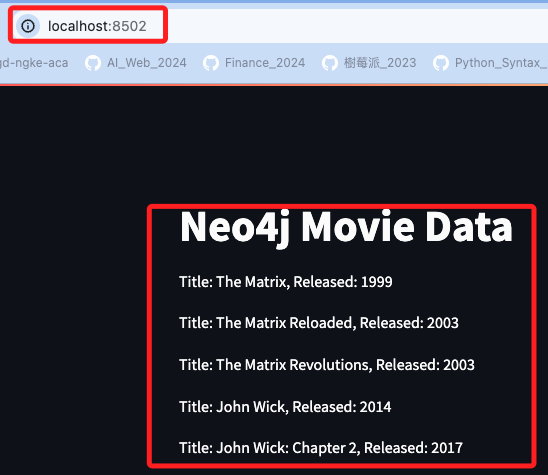 localhost:8502
gd-ngke-aca AI_Web_2024 Finance_2024 樹莓派_2023 Python_Syntax_
Neo4j Movie Data
Title: The Matrix, Released: 1999
Title: The Matrix Reloaded, Released: 2003
Title: The Matrix Revolutions, Released: 2003
Title: John Wick, Released: 2014
Title: John Wick: Chapter 2, Released: 2017